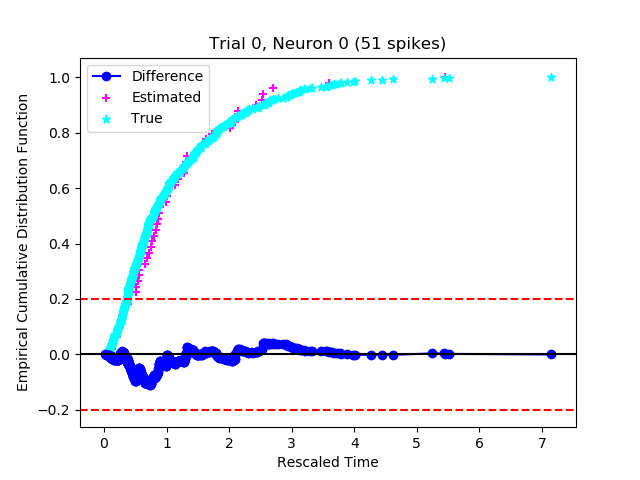 Trial 0, Neuron 0 (51 spikes)
Difference
Estimated
True
Empirical Cumulative Distribution Function
1.0
0.8
0.6
0.4
0.2
0.0
−0.2
0 1 2 3 4 5 6 7
Rescaled Time